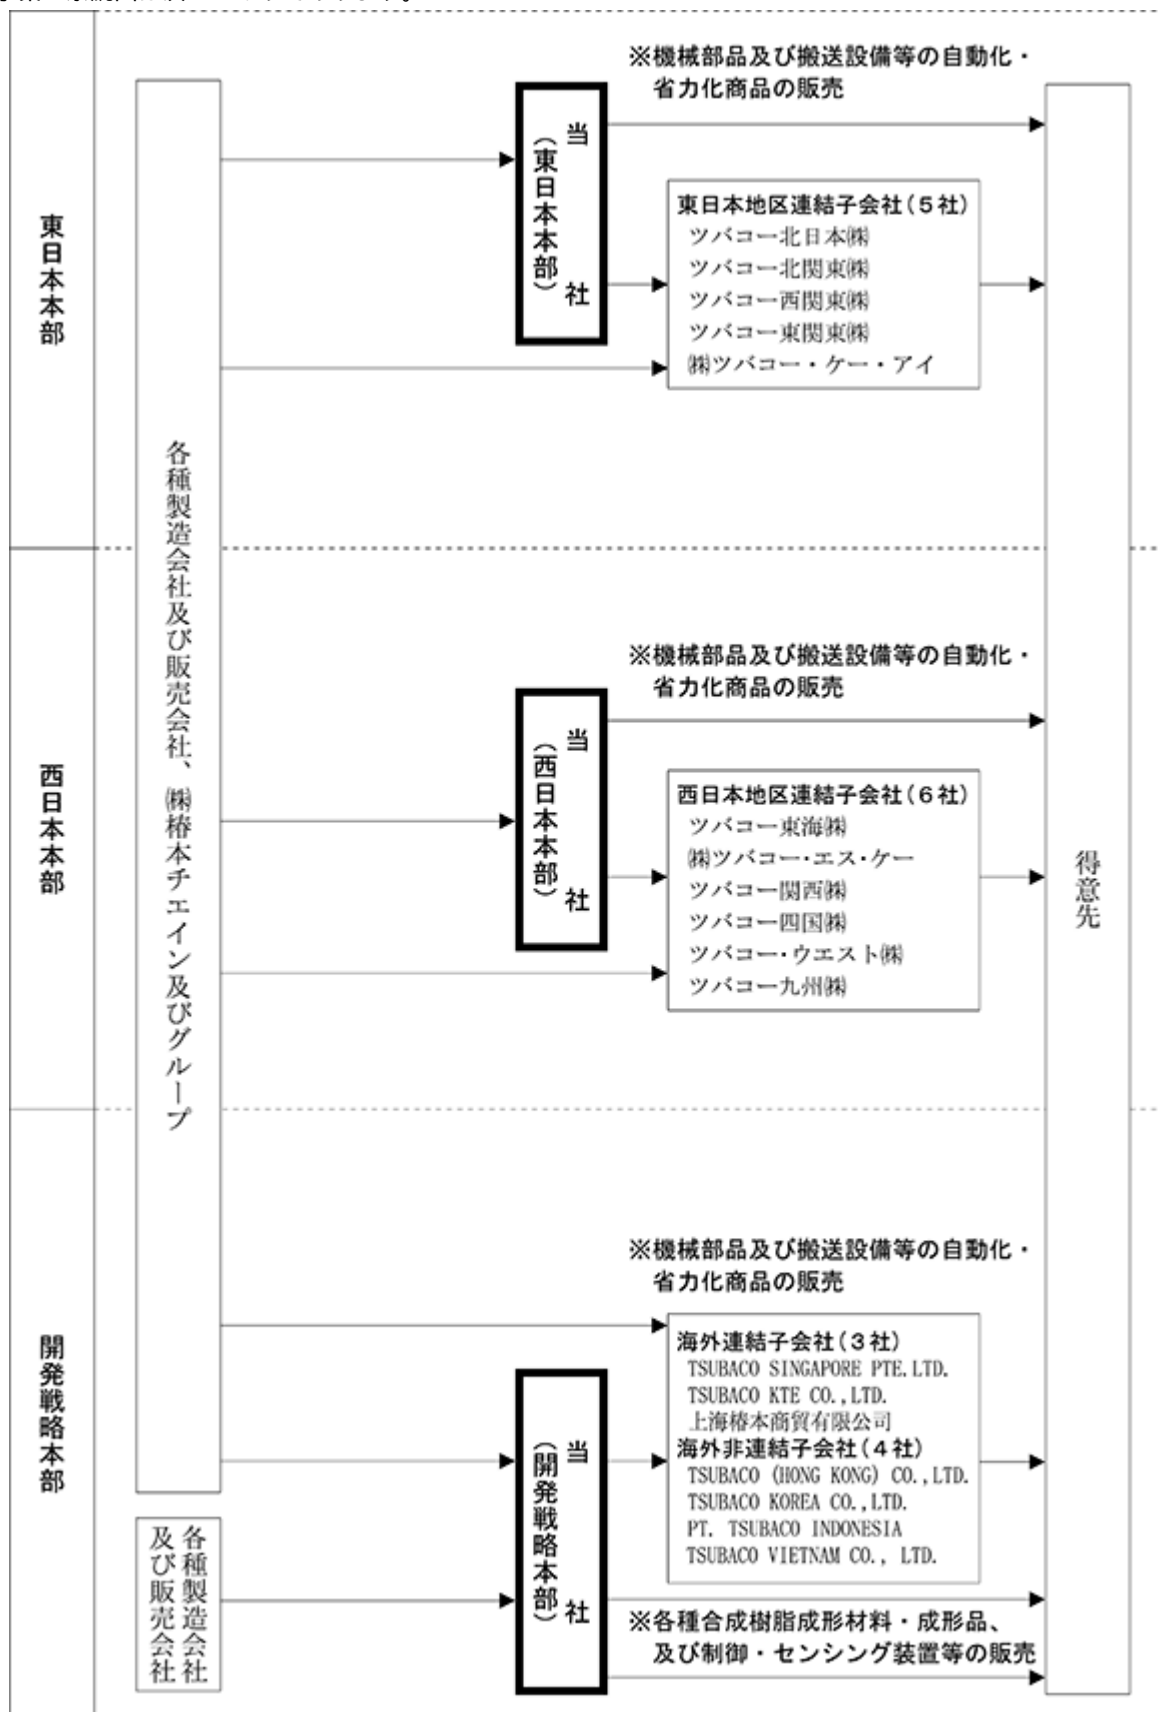 東日本本部
※機械部品及び搬送設備等の自動化・
省力化商品の販売
当社
(東日本本部)
東日本地区連結子会社(5社)
ツバコー北日本㈱
ツバコー北関東㈱
ツバコー西関東㈱
ツバコー東関東㈱
㈱ツバコー・ケー・アイ
各種製造会社及び販売会社、㈱椿本チエイン及びグループ
西日本本部
※機械部品及び搬送設備等の自動化・
省力化商品の販売
当社
(西日本本部)
西日本地区連結子会社(6社)
ツバコー東海㈱
㈱ツバコー・エス・ケー
ツバコー関西㈱
ツバコー四国㈱
ツバコー・ウエスト㈱
ツバコー九州㈱
得意先
開発戦略本部
※機械部品及び搬送設備等の自動化・
省力化商品の販売
当社
(開発戦略本部)
海外連結子会社(3社)
TSUBACO SINGAPORE PTE.LTD.
TSUBACO KTE CO.,LTD.
上海椿本商貿有限公司
海外非連結子会社(4社)
TSUBACO (HONG KONG) CO.,LTD.
TSUBACO KOREA CO.,LTD.
PT. TSUBACO INDONESIA
TSUBACO VIETNAM CO., LTD.
各種製造会社
及び販売会社
※各種合成樹脂成形材料・成形品、
及び制御・センシング装置等の販売